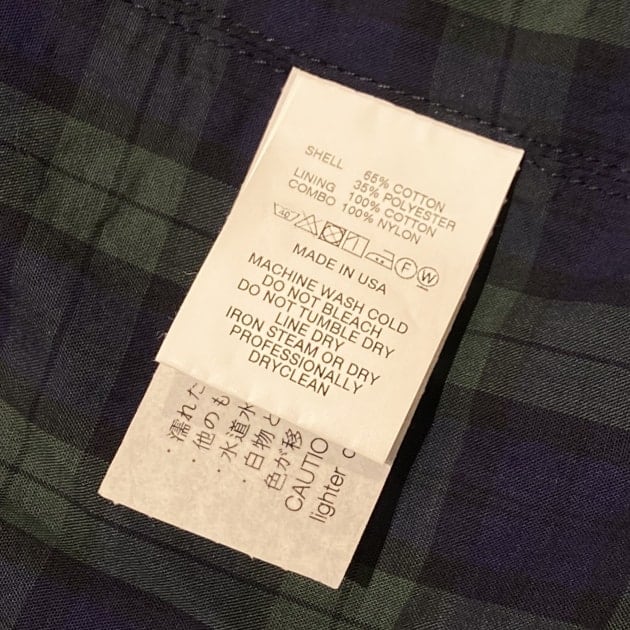 SHELL 65% COTTON
35% POLYESTER
LINING 100% COTTON
COMBO 100% NYLON
40 F W
MADE IN USA
MACHINE WASH COLD
DO NOT BLEACH
DO NOT TUMBLE DRY
LINE DRY
IRON STEAM OR DRY
PROFESSIONALLY
DRYCLEAN
・濡れた
・他のも
・水道水
・白物と
色が移
CAUTIO
lighter c